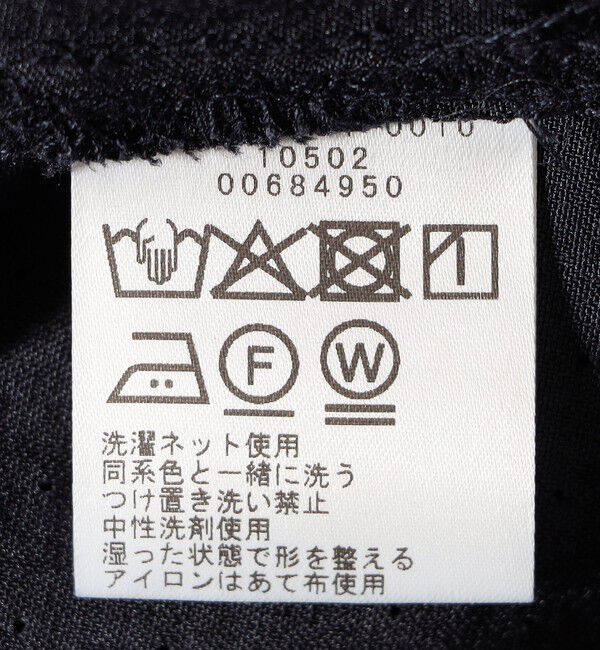 0010
10502
00684950
F
W
洗濯ネット使用
同系色と一緒に洗う
つけ置き洗い禁止
中性洗剤使用
湿った状態で形を整える
アイロンはあて布使用